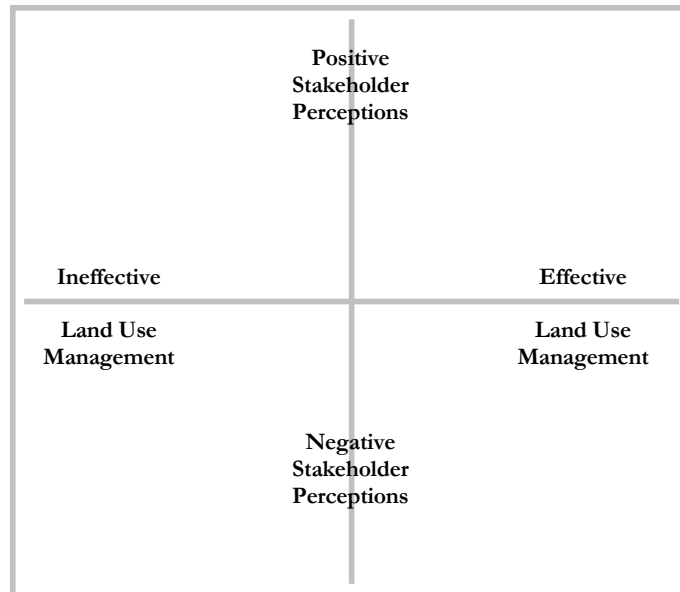 Positive
Stakeholder
Perceptions
Ineffective
Effective
Land Use
Management
Land Use
Management
Negative
Stakeholder
Perceptions